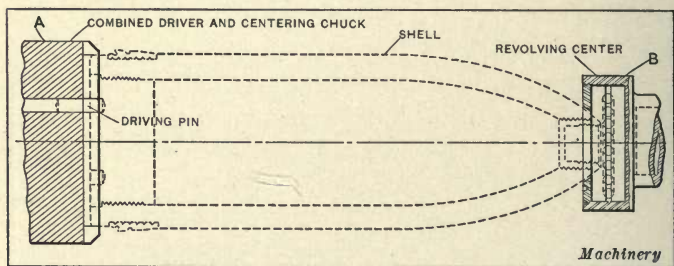 A
COMBINED DRIVER AND CENTERING CHUCK
SHELL
REVOLVING CENTER
B
DRIVING PIN
Machinery